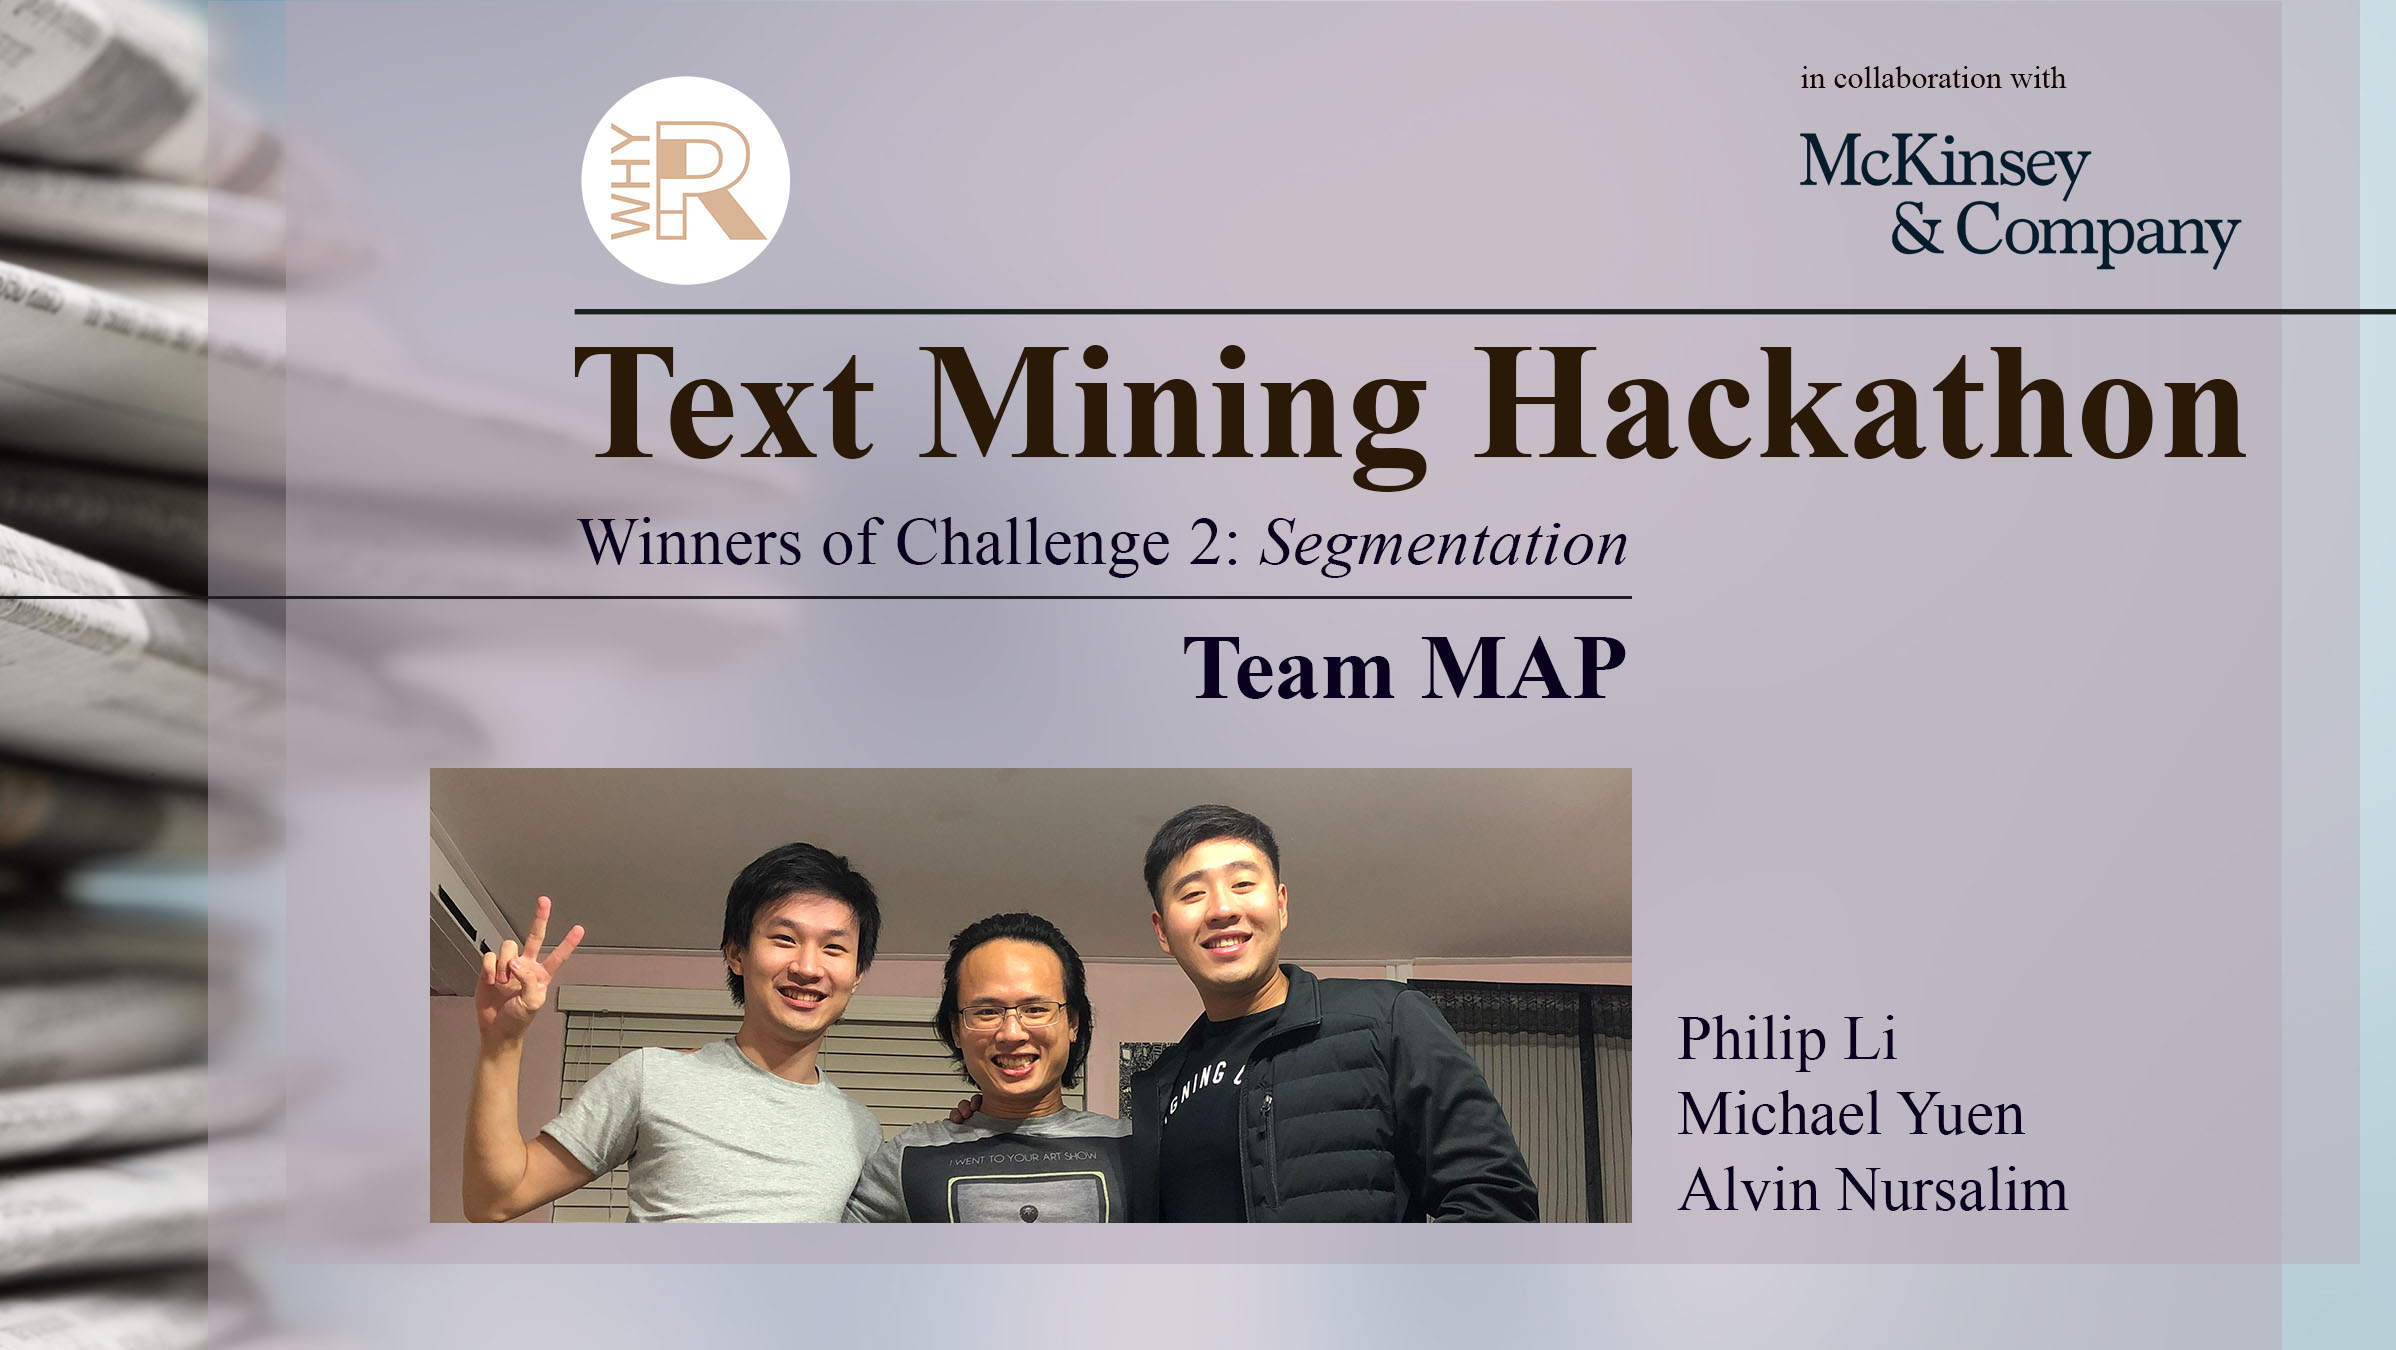 WHY R
in collaboration with
McKinsey
& Company
Text Mining Hackathon
Winners of Challenge 2: Segmentation
Team MAP
I WENT TO YOUR ART SHOW
Philip Li
Michael Yuen
Alvin Nursalim